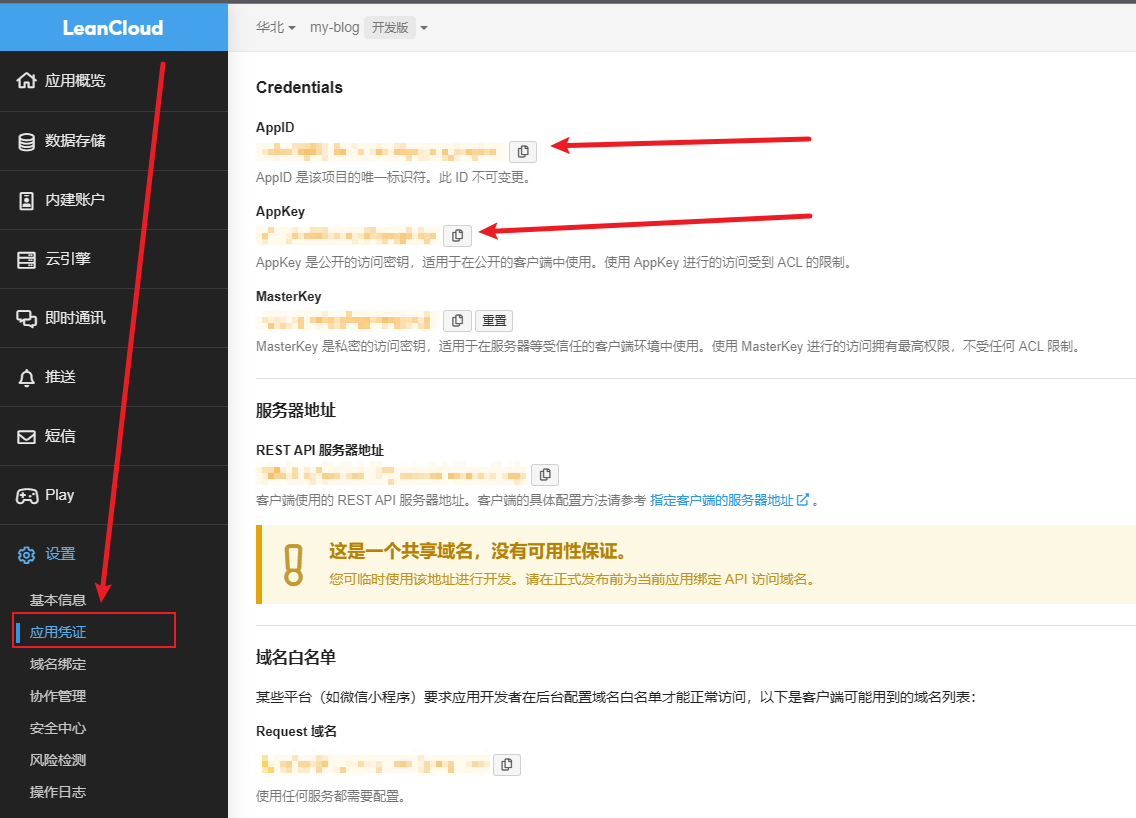 LeanCloud
应用概览
数据存储
内建账户
云引擎
即时通讯
推送
短信
Play
设置
基本信息
应用凭证
域名绑定
协作管理
安全中心
风险检测
操作日志
华北 my-blog 开发版
Credentials
AppID
AppID 是该项目的唯一标识符。此 ID 不可变更。
AppKey
AppKey 是公开的访问密钥，适用于在公开的客户端中使用。使用 AppKey 进行的访问受到 ACL 的限制。
MasterKey
重置
MasterKey 是私密的访问密钥，适用于在服务器等受信任的客户端环境中使用。使用 MasterKey 进行的访问拥有最高权限，不受任何 ACL 限制。
服务器地址
REST API 服务器地址
客户端使用的 REST API 服务器地址。客户端的具体配置方法请参考 指定客户端的服务器地址 。
这是一个共享域名，没有可用性保证。
您可临时使用该地址进行开发。请在正式发布前为当前应用绑定 API 访问域名。
域名白名单
某些平台（如微信小程序）要求应用开发者在后台配置域名白名单才能正常访问，以下是客户端可能用到的域名列表：
Request 域名
使用任何服务都需要配置。